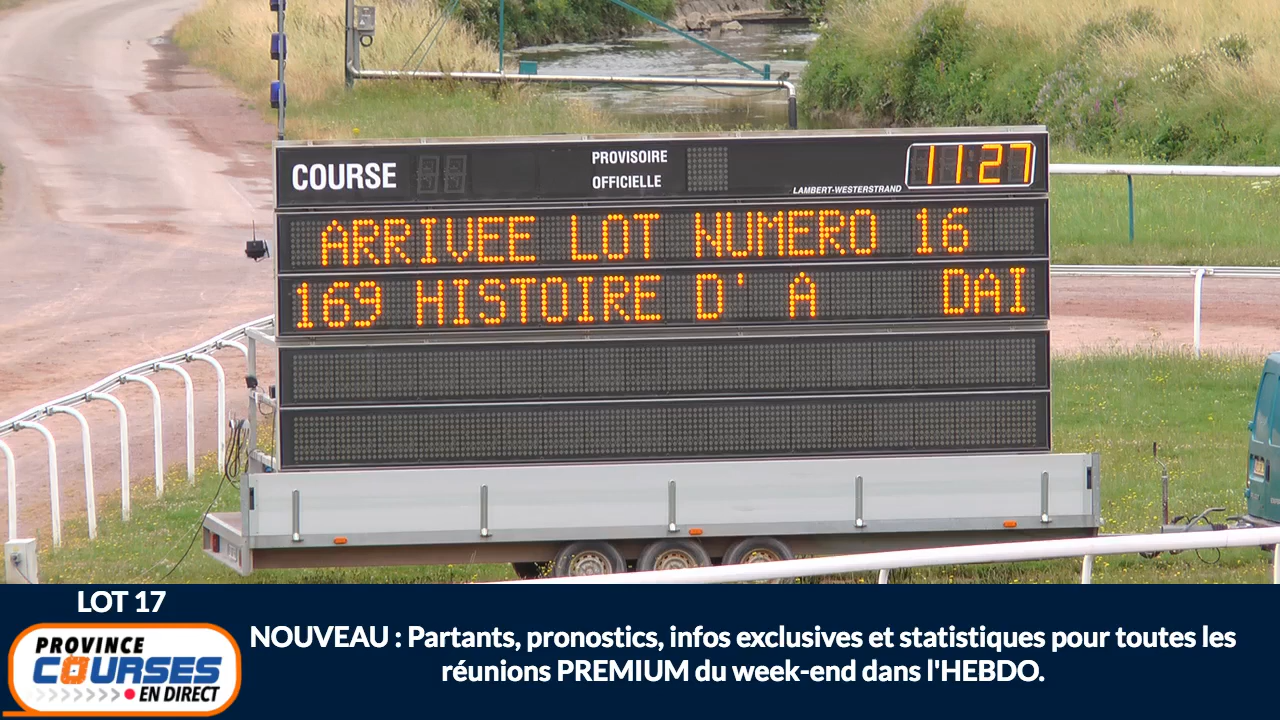 COURSE
PROVISOIRE
OFFICIELLE
11:27
LAMBERT-WESTERSTRAND
ARRIVEE LOT NUMERO 16
169 HISTOIRE D' A DAI
LOT 17
PROVINCE
COURSES
EN DIRECT
NOUVEAU : Partants, pronostics, infos exclusives et statistiques pour toutes les
réunions PREMIUM du week-end dans l'HEBDO.